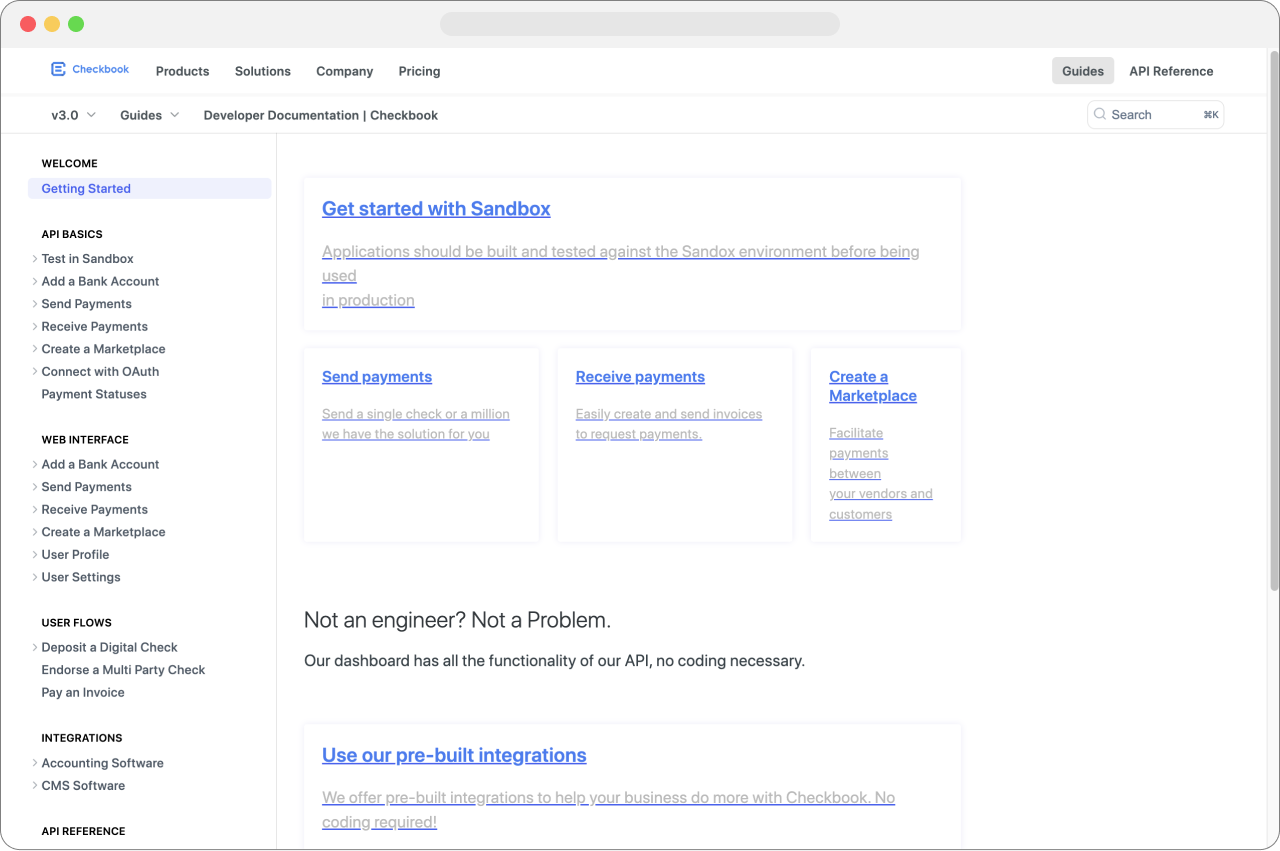 Checkbook
Products
Solutions
Company
Pricing
Guides
API Reference
v3.0
Guides
Developer Documentation | Checkbook
Search
⌘K
WELCOME
Getting Started
API BASICS
Test in Sandbox
Add a Bank Account
Send Payments
Receive Payments
Create a Marketplace
Connect with OAuth
Payment Statuses
WEB INTERFACE
Add a Bank Account
Send Payments
Receive Payments
Create a Marketplace
User Profile
User Settings
USER FLOWS
Deposit a Digital Check
Endorse a Multi Party Check
Pay an Invoice
INTEGRATIONS
Accounting Software
CMS Software
API REFERENCE
Get started with Sandbox
Applications should be built and tested against the Sandox environment before being
used
in production
Send payments
Send a single check or a million
we have the solution for you
Receive payments
Easily create and send invoices
to request payments.
Create a
Marketplace
Facilitate
payments
between
your vendors and
customers
Not an engineer? Not a Problem.
Our dashboard has all the functionality of our API, no coding necessary.
Use our pre-built integrations
We offer pre-built integrations to help your business do more with Checkbook. No
coding required!